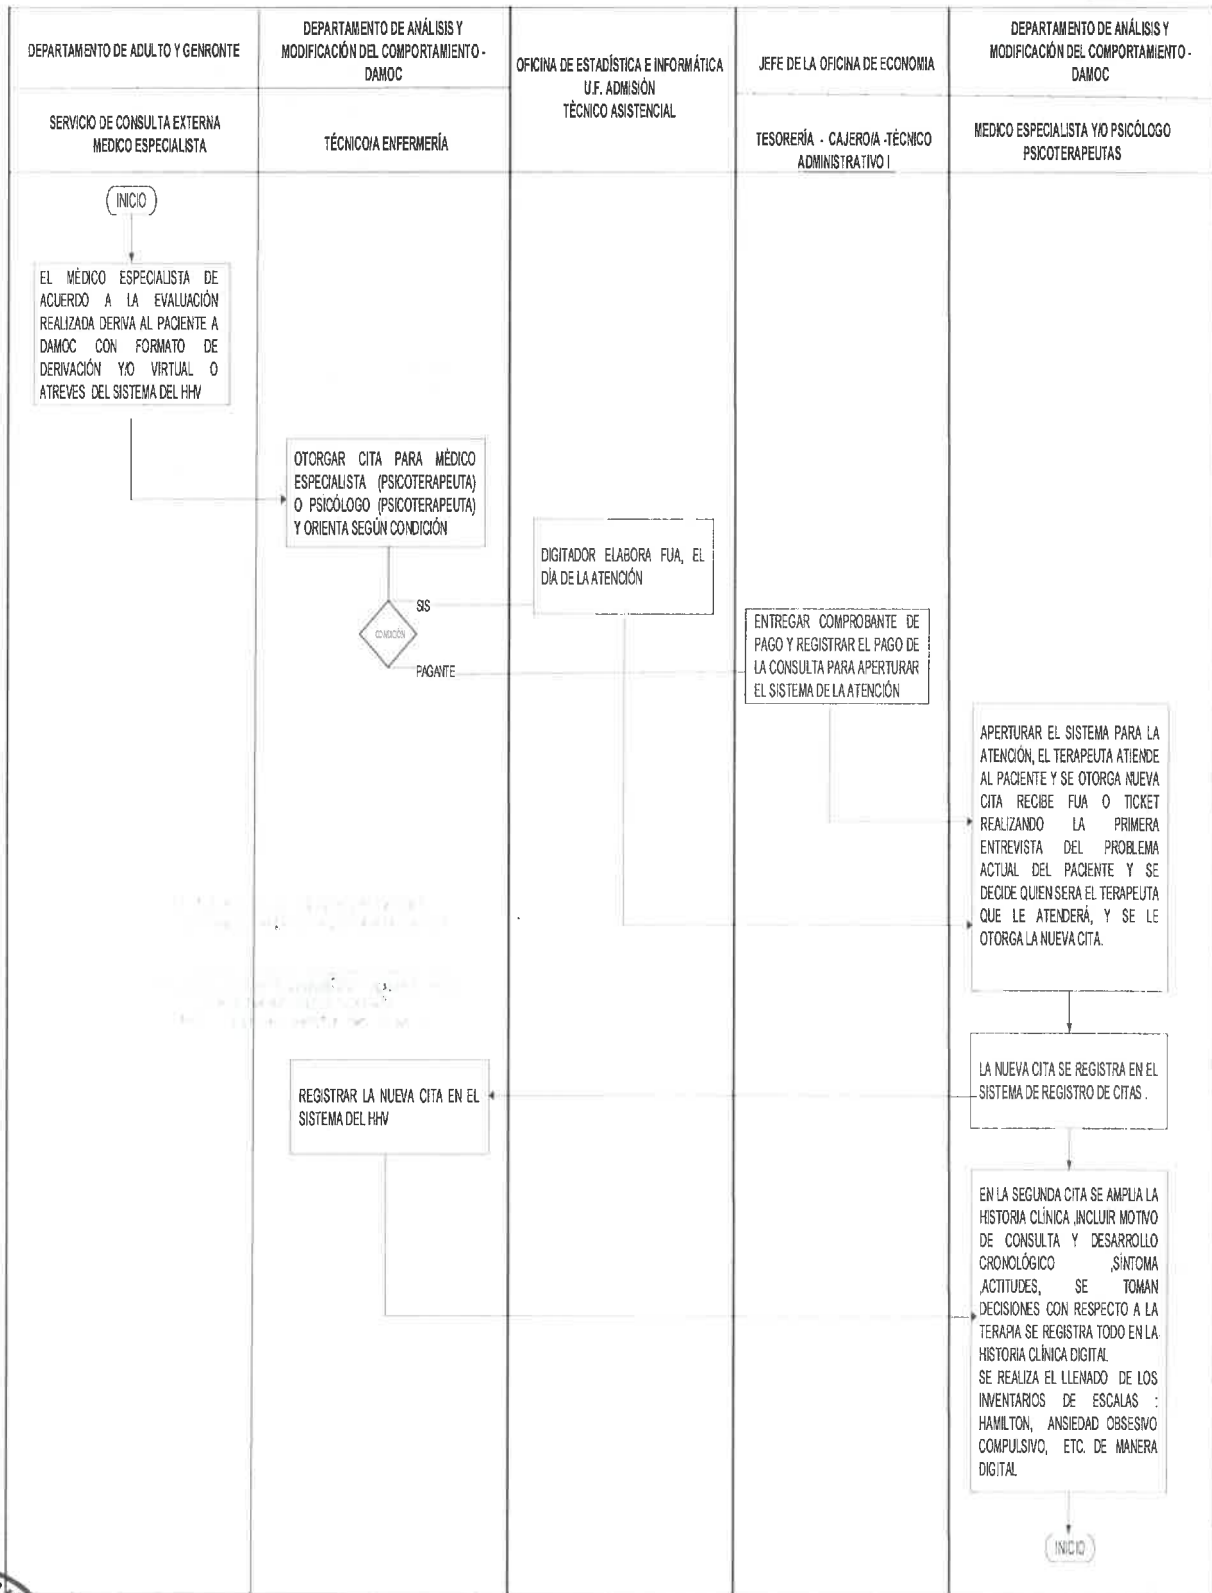 DEPARTAMENTO DE ADULTO Y GENRONTE
SERVICIO DE CONSULTA EXTERNA
MEDICO ESPECIALISTA
DEPARTAMENTO DE ANÁLISIS Y
MODIFICACIÓN DEL COMPORTAMIENTO -
DAMOC
TÉCNICO/A ENFERMERÍA
OFICINA DE ESTADÍSTICA E INFORMÁTICA
U.F. ADMISIÓN
TÈCNICO ASISTENCIAL
JEFE DE LA OFICINA DE ECONOMIA
TESORERÍA - CAJERO/A -TÉCNICO
ADMINISTRATIVO I
DEPARTAMENTO DE ANÁLISIS Y
MODIFICACIÓN DEL COMPORTAMIENTO -
DAMOC
MEDICO ESPECIALISTA Y/O PSICÓLOGO
PSICOTERAPEUTAS
INICIO
EL MÉDICO ESPECIALISTA DE
ACUERDO A LA EVALUACIÓN
REALIZADA DERIVA AL PACIENTE A
DAMOC CON FORMATO DE
DERIVACIÓN Y/O VIRTUAL O
ATREVES DEL SISTEMA DEL HHV
OTORGAR CITA PARA MÉDICO
ESPECIALISTA (PSICOTERAPEUTA)
O PSICÓLOGO (PSICOTERAPEUTA)
Y ORIENTA SEGÚN CONDICIÓN
CONDICIÓN
SIS
PAGANTE
DIGITADOR ELABORA FUA, EL
DÍA DE LA ATENCIÓN
ENTREGAR COMPROBANTE DE
PAGO Y REGISTRAR EL PAGO DE
LA CONSULTA PARA APERTURAR
EL SISTEMA DE LA ATENCIÓN
APERTURAR EL SISTEMA PARA LA
ATENCIÓN, EL TERAPEUTA ATIENDE
AL PACIENTE Y SE OTORGA NUEVA
CITA RECIBE FUA O TICKET
REALIZANDO LA PRIMERA
ENTREVISTA DEL PROBLEMA
ACTUAL DEL PACIENTE Y SE
DECIDE QUIEN SERA EL TERAPEUTA
QUE LE ATENDERÁ, Y SE LE
OTORGA LA NUEVA CITA.
LA NUEVA CITA SE REGISTRA EN EL
SISTEMA DE REGISTRO DE CITAS .
REGISTRAR LA NUEVA CITA EN EL
SISTEMA DEL HHV
EN LA SEGUNDA CITA SE AMPLIA LA
HISTORIA CLÍNICA ,INCLUIR MOTIVO
DE CONSULTA Y DESARROLLO
CRONOLÓGICO ,SÍNTOMA
,ACTITUDES, SE TOMAN
DECISIONES CON RESPECTO A LA
TERAPIA SE REGISTRA TODO EN LA
HISTORIA CLÍNICA DIGITAL
SE REALIZA EL LLENADO DE LOS
INVENTARIOS DE ESCALAS :
HAMILTON, ANSIEDAD OBSESIVO
COMPULSIVO, ETC. DE MANERA
DIGITAL
INICIO